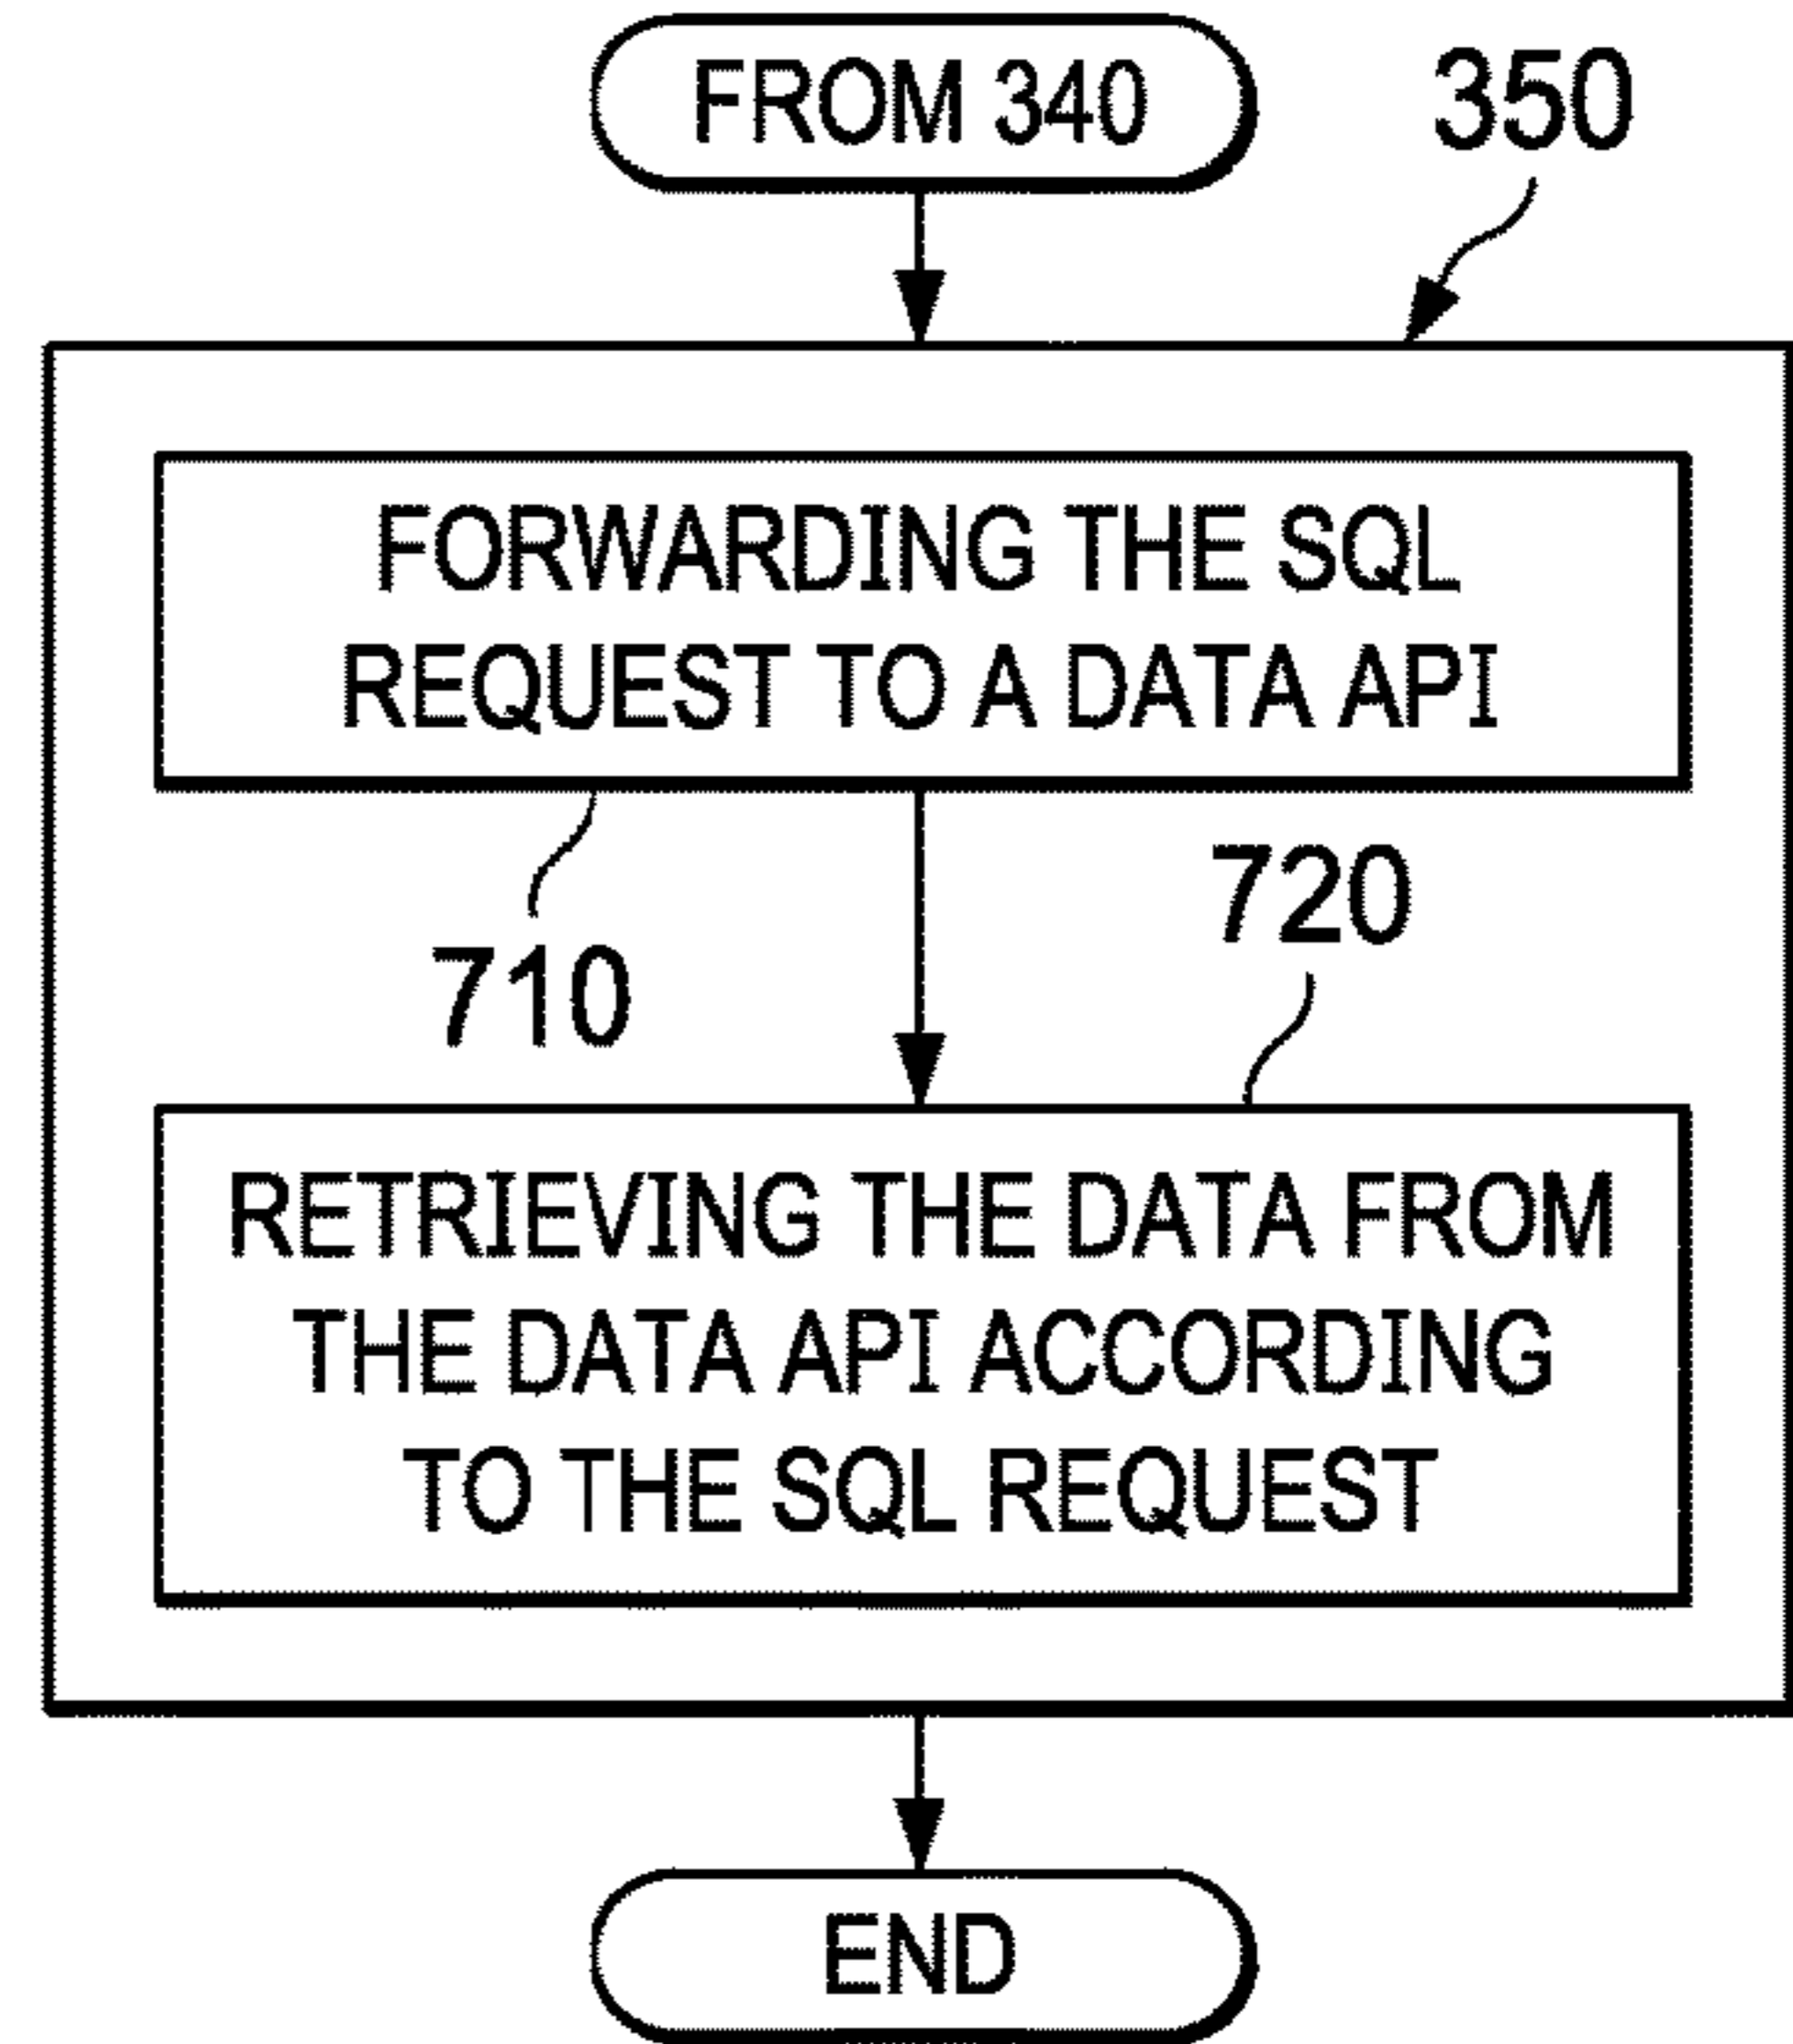 FROM 340
350
FORWARDING THE SQL
REQUEST TO A DATA API
710
720
RETRIEVING THE DATA FROM
THE DATA API ACCORDING
TO THE SQL REQUEST
END